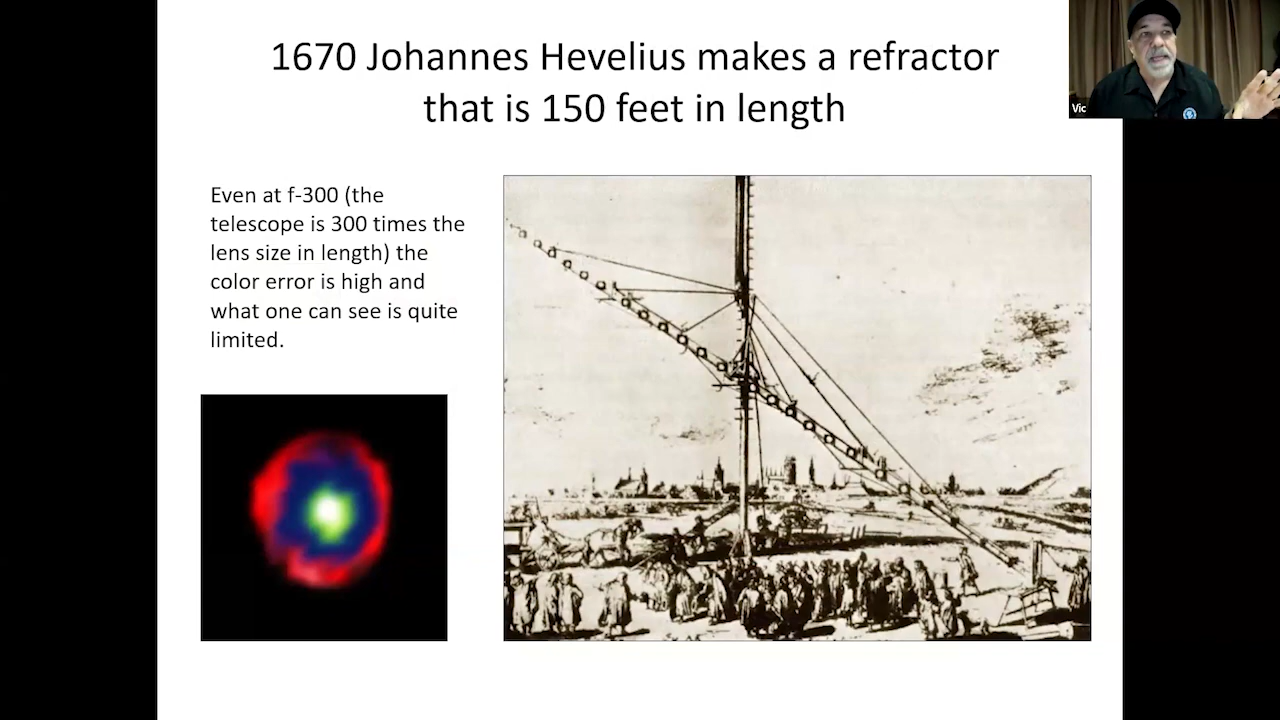 1670 Johannes Hevelius makes a refractor
that is 150 feet in length
Vic
Even at f-300 (the
telescope is 300 times the
lens size in length) the
color error is high and
what one can see is quite
limited.